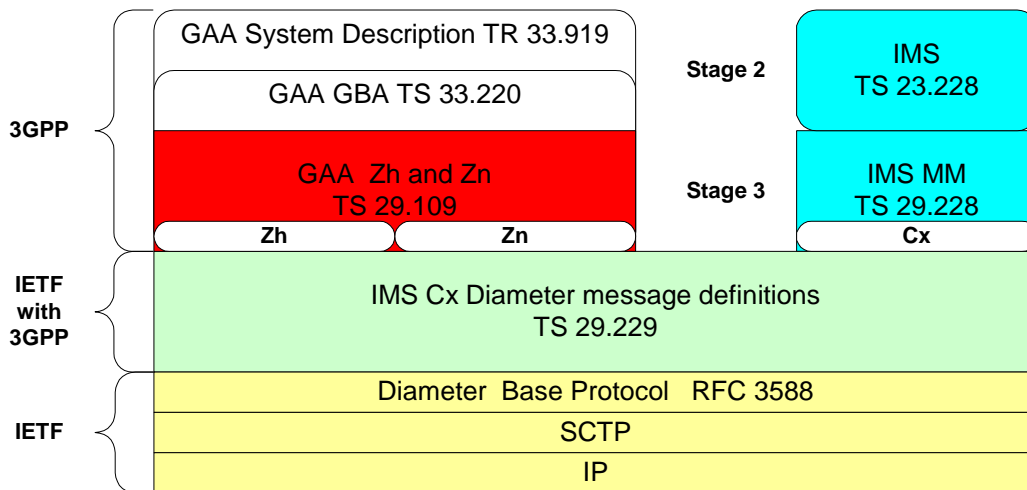 GAA System Description TR 33.919
Stage 2
IMS
TS 23.228
GAA GBA TS 33.220
3GPP
GAA Zh and Zn
TS 29.109
Stage 3
IMS MM
TS 29.228
Zh
Zn
Cx
IETF
with
3GPP
IMS Cx Diameter message definitions
TS 29.229
Diameter Base Protocol RFC 3588
IETF
SCTP
IP